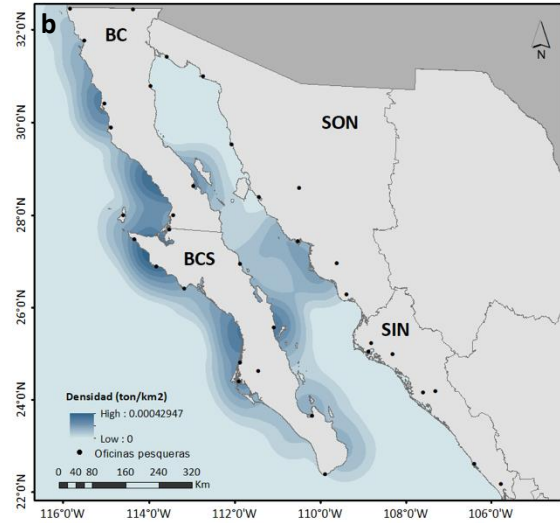 b
BC
SON
BCS
SIN
N
32°0'N
30°0'N
28°0'N
26°0'N
24°0'N
22°0'N
Densidad (ton/km2)
High : 0.00042947
Low : 0
Oficinas pesqueras
0 40 80 160 240 320
Km
116°0'W 114°0'W 112°0'W 110°0'W 108°0'W 106°0'W